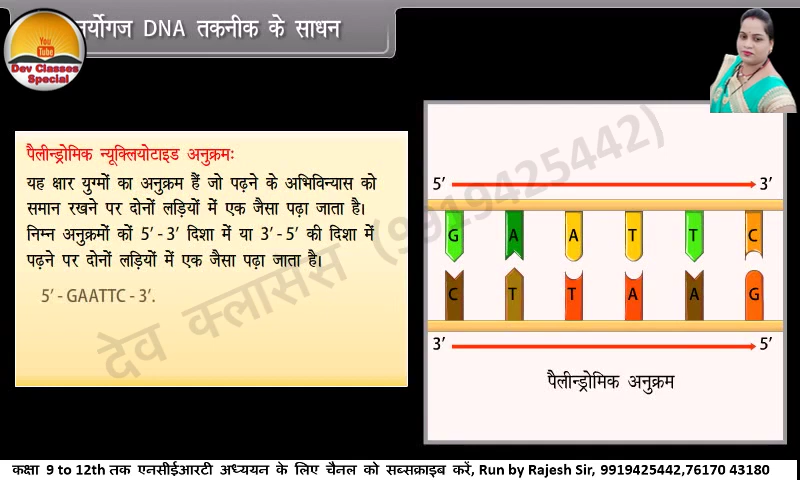 नर्योगज DNA तकनीक के साधन
You
Tube
Dev Classes
Special
पैलीन्ड्रोमिक न्यूक्लियोटाइड अनुक्रमः
यह क्षार युग्मों का अनुक्रम हैं जो पढ़ने के अभिविन्यास को
समान रखने पर दोनों लड़ियों में एक जैसा पढ़ा जाता है।
निम्न अनुक्रमों कों 5′-3′ दिशा में या 3′-5′ की दिशा में
पढ़ने पर दोनों लड़ियों में एक जैसा पढ़ा जाता है।
5′-GAATTC-3′.
5′ 3′
G A A T T C
C T T A A G
3′ 5′
पैलीन्ड्रोमिक अनुक्रम
देव क्लासेस (9919425442)
कक्षा 9 to 12th तक एनसीईआरटी अध्ययन के लिए चैनल को सब्सक्राइब करें, Run by Rajesh Sir, 9919425442,76170 43180